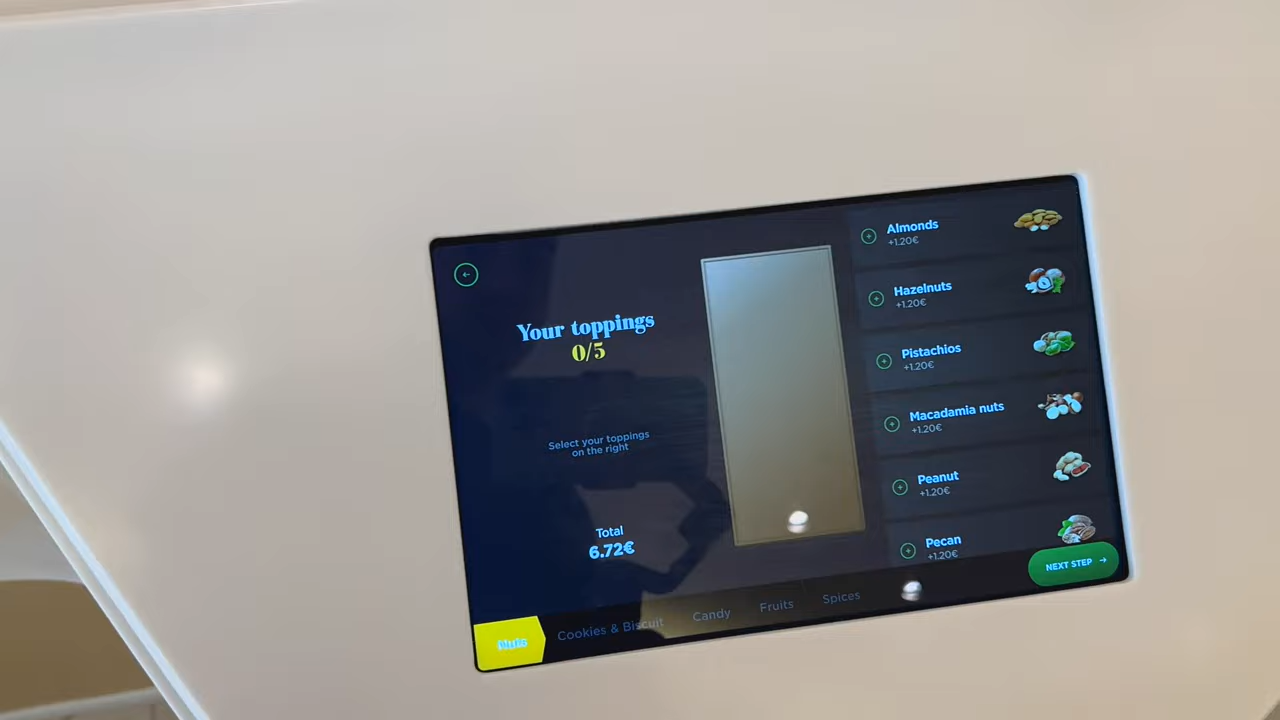 Your toppings
0/5
Select your toppings
on the right
Total
6.72€
Almonds
+1.20€
Hazelnuts
+1.20€
Pistachios
+1.20€
Macadamia nuts
+1.20€
Peanut
+1.20€
Pecan
+1.20€
NEXT STEP
Nuts
Cookies & Biscuit
Candy
Fruits
Spices